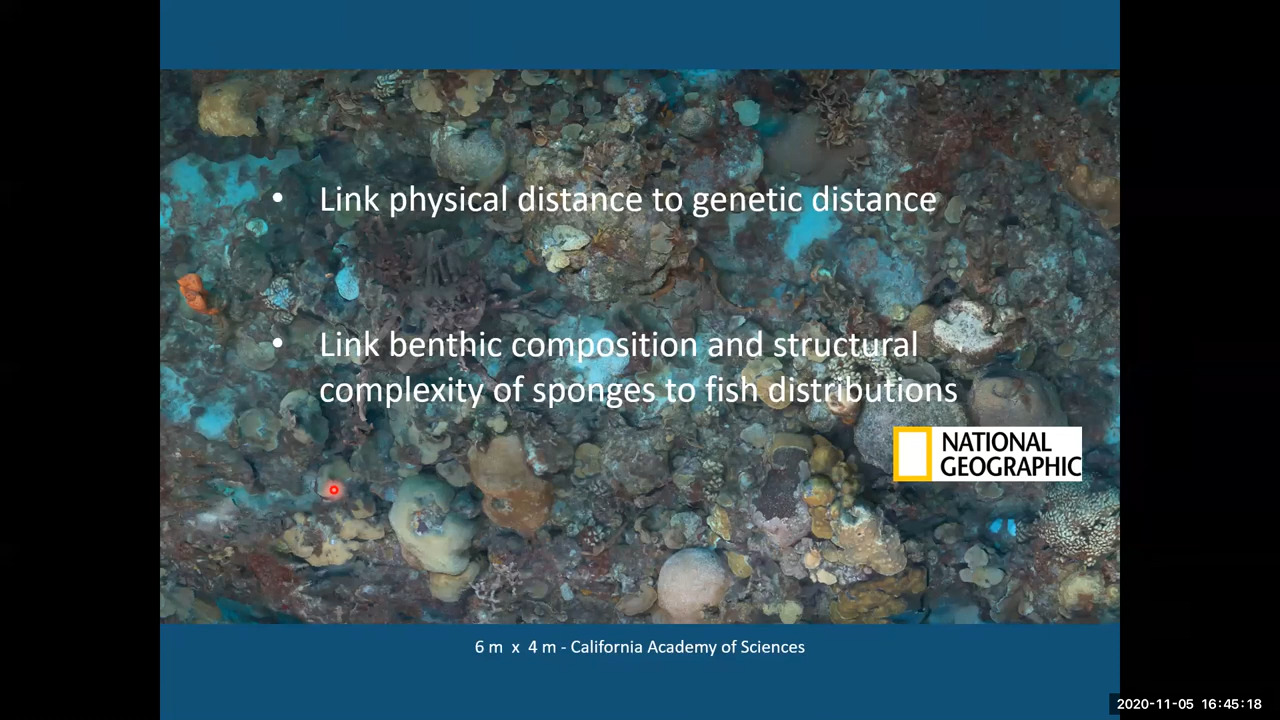 • Link physical distance to genetic distance
• Link benthic composition and structural
complexity of sponges to fish distributions
NATIONAL
GEOGRAPHIC
6 m x 4 m - California Academy of Sciences
2020-11-05 16:45:18